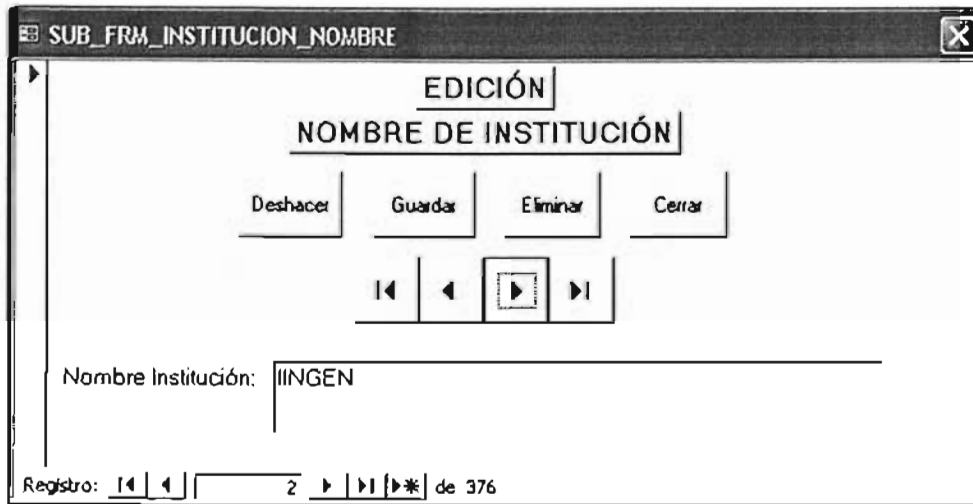 SUB_FRM_INSTITUCION_NOMBRE
EDICIÓN
NOMBRE DE INSTITUCIÓN
Deshacer Guardar Eliminar Cerrar
Nombre Institución: IINGEN
Registro: 2 de 376